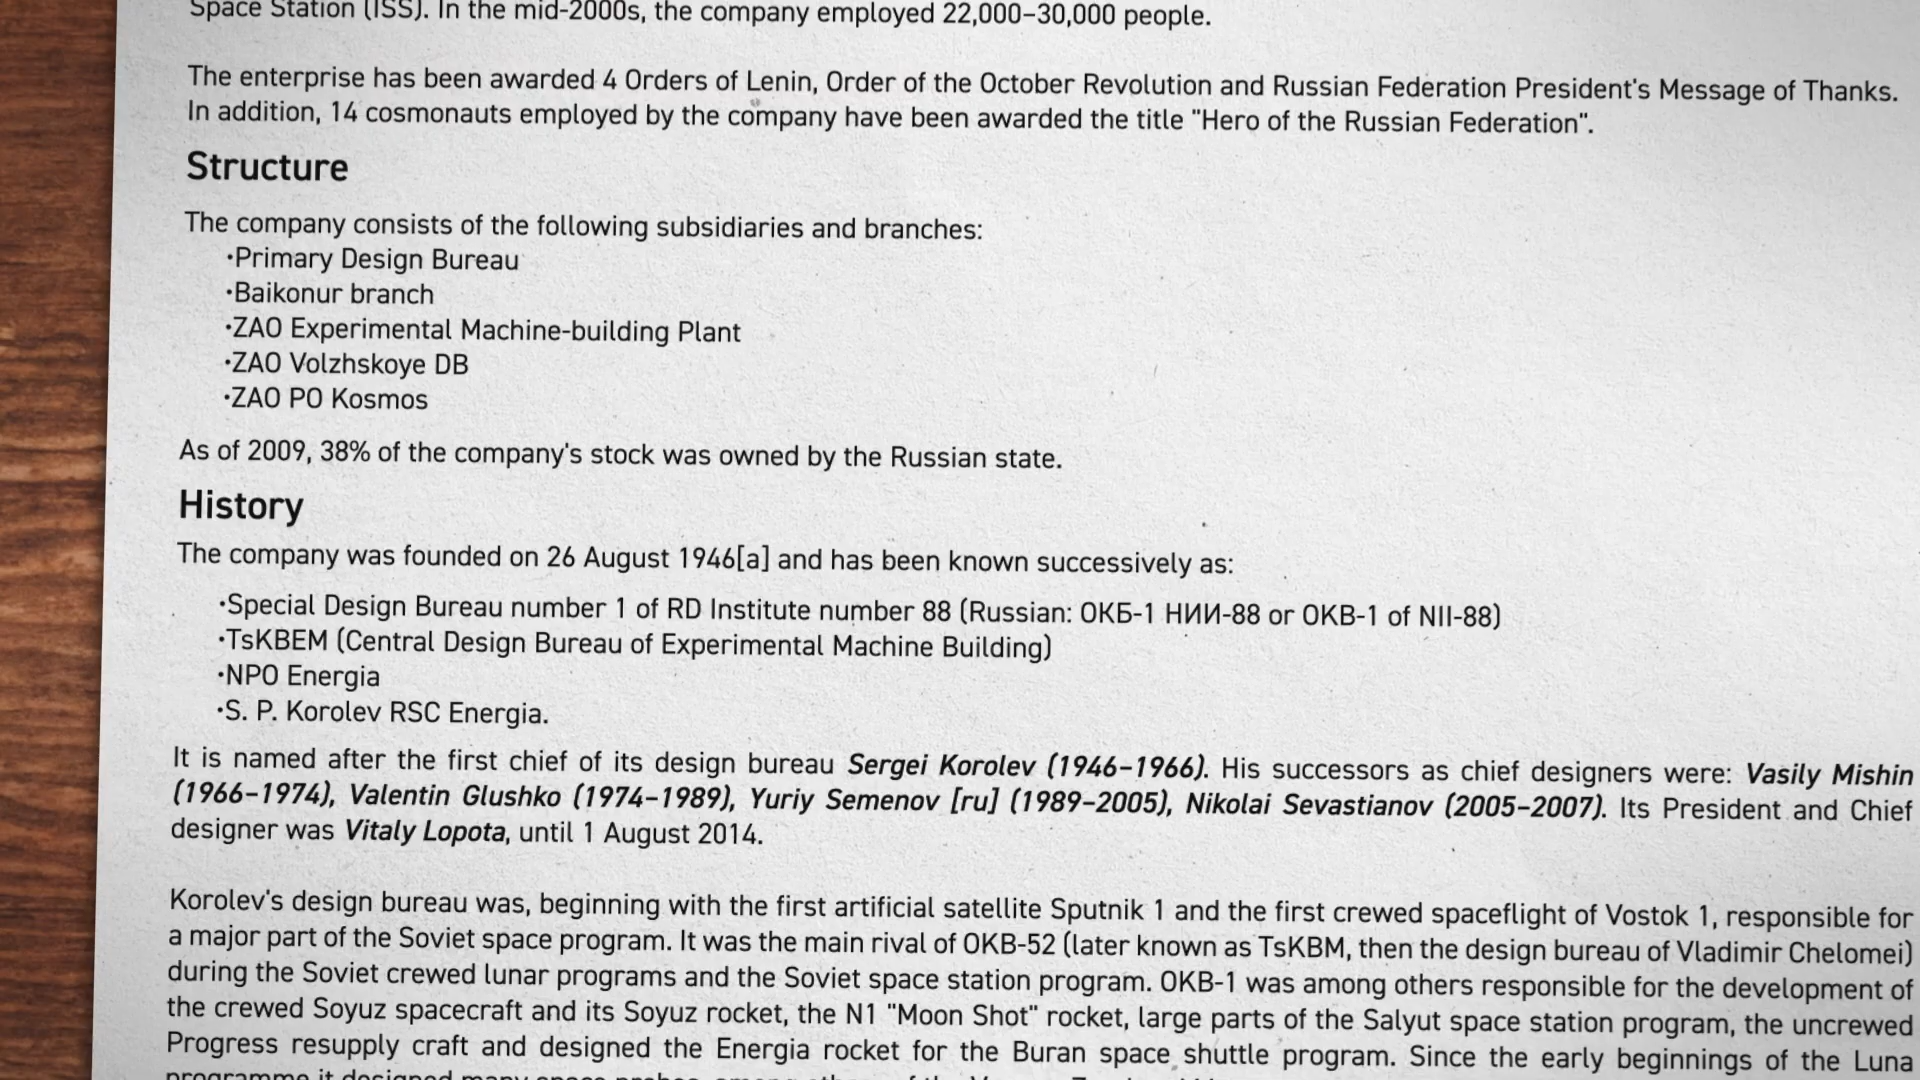 Space Station (ISS). In the mid-2000s, the company employed 22,000–30,000 people.
The enterprise has been awarded 4 Orders of Lenin, Order of the October Revolution and Russian Federation President's Message of Thanks.
In addition, 14 cosmonauts employed by the company have been awarded the title "Hero of the Russian Federation".
Structure
The company consists of the following subsidiaries and branches:
•Primary Design Bureau
•Baikonur branch
•ZAO Experimental Machine-building Plant
•ZAO Volzhskoye DB
•ZAO PO Kosmos
As of 2009, 38% of the company's stock was owned by the Russian state.
History
The company was founded on 26 August 1946[a] and has been known successively as:
•Special Design Bureau number 1 of RD Institute number 88 (Russian: ОКБ-1 НИИ-88 or OKB-1 of NII-88)
•TsKBEM (Central Design Bureau of Experimental Machine Building)
•NPO Energia
•S. P. Korolev RSC Energia.
It is named after the first chief of its design bureau Sergei Korolev (1946–1966). His successors as chief designers were: Vasily Mishin
(1966–1974), Valentin Glushko (1974–1989), Yuriy Semenov [ru] (1989–2005), Nikolai Sevastianov (2005–2007). Its President and Chief
designer was Vitaly Lopota, until 1 August 2014.
Korolev's design bureau was, beginning with the first artificial satellite Sputnik 1 and the first crewed spaceflight of Vostok 1, responsible for
a major part of the Soviet space program. It was the main rival of OKB-52 (later known as TsKBM, then the design bureau of Vladimir Chelomei)
during the Soviet crewed lunar programs and the Soviet space station program. OKB-1 was among others responsible for the development of
the crewed Soyuz spacecraft and its Soyuz rocket, the N1 "Moon Shot" rocket, large parts of the Salyut space station program, the uncrewed
Progress resupply craft and designed the Energia rocket for the Buran space shuttle program. Since the early beginnings of the Luna
programme it designed many space probes, among others of the